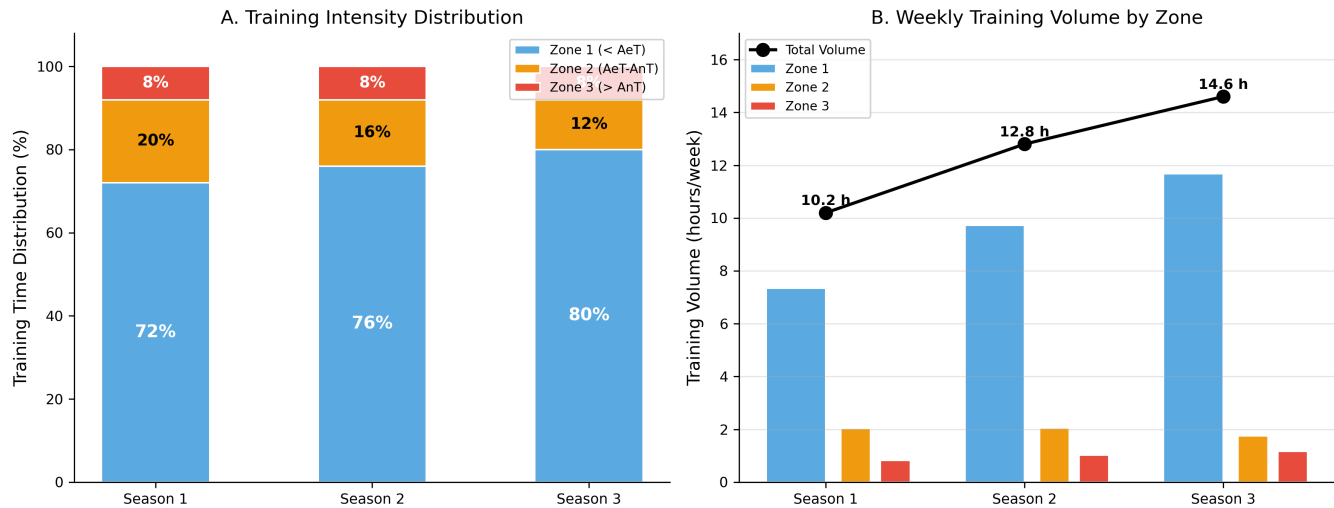 A. Training Intensity Distribution
Training Time Distribution (%)
100
80
60
40
20
0
Zone 1 (< AeT)
Zone 2 (AeT-AnT)
Zone 3 (> AnT)
8%
8%
8%
20%
16%
12%
72%
76%
80%
Season 1
Season 2
Season 3
B. Weekly Training Volume by Zone
Training Volume (hours/week)
16
14
12
10
8
6
4
2
0
Total Volume
Zone 1
Zone 2
Zone 3
10.2 h
12.8 h
14.6 h
Season 1
Season 2
Season 3